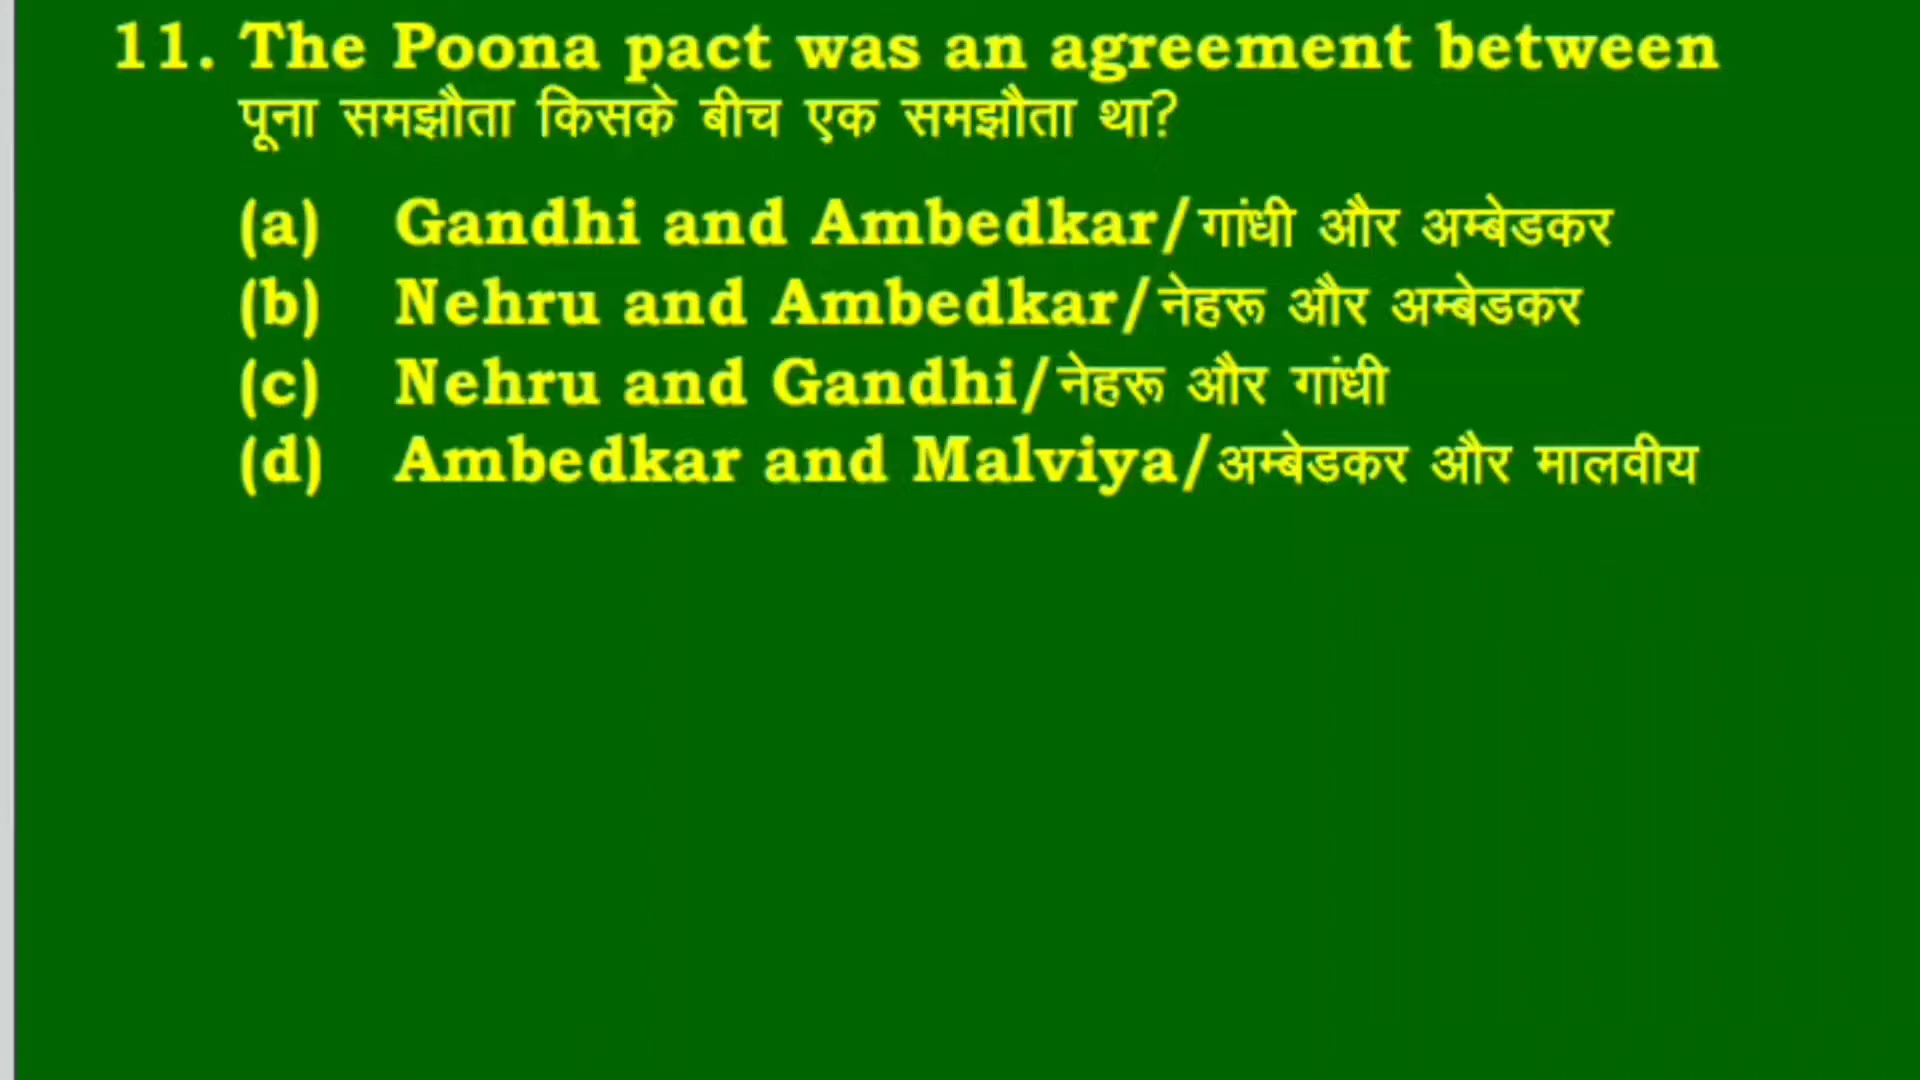 11. The Poona pact was an agreement between
पूना समझौता किसके बीच एक समझौता था?
(a) Gandhi and Ambedkar/गांधी और अम्बेडकर
(b) Nehru and Ambedkar/नेहरू और अम्बेडकर
(c) Nehru and Gandhi/नेहरू और गांधी
(d) Ambedkar and Malviya/अम्बेडकर और मालवीय